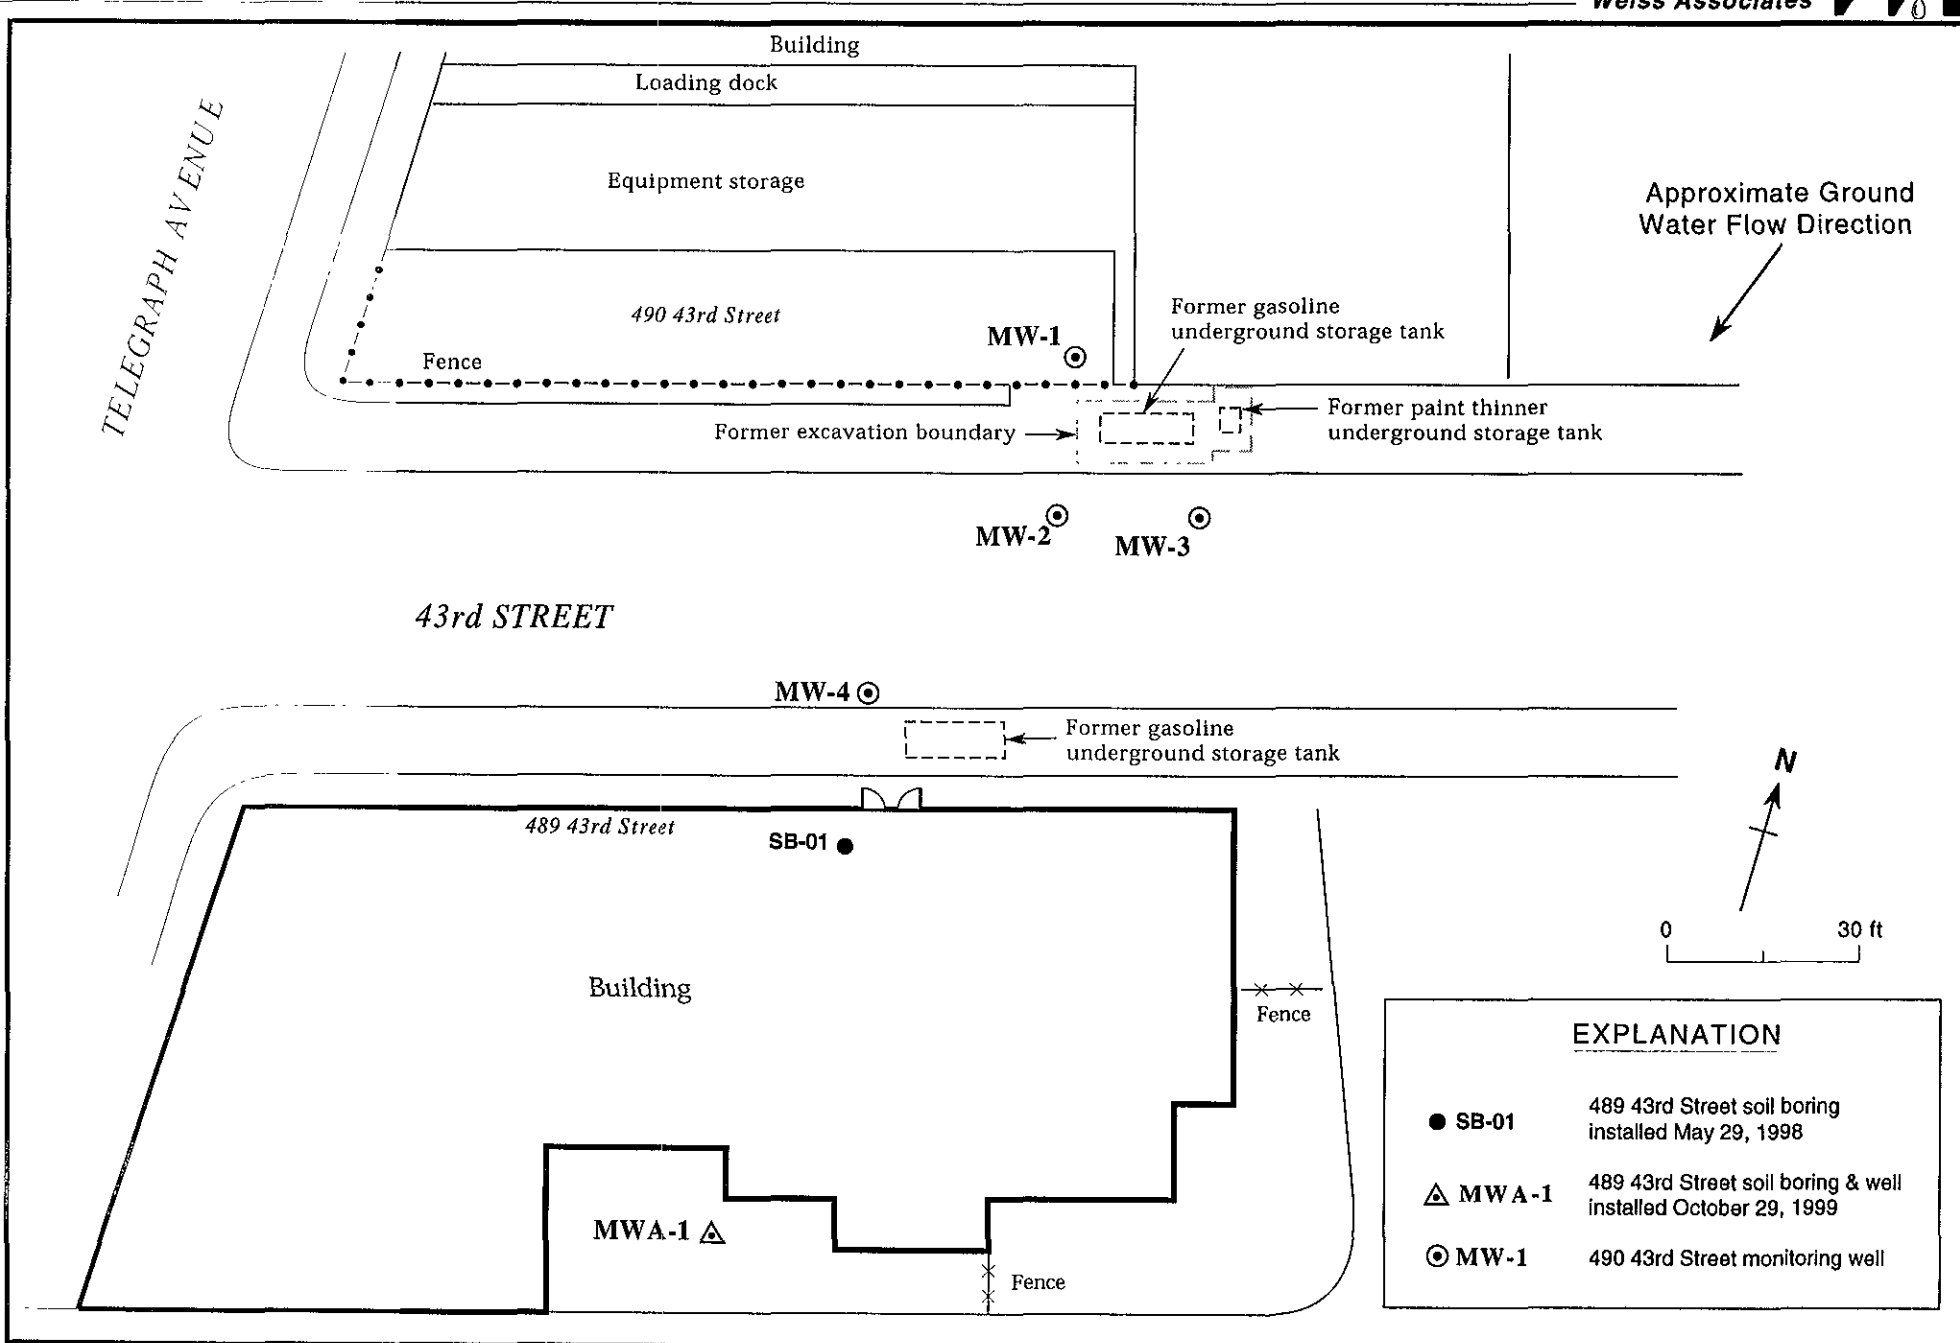 Weiss Associates
Building
Loading dock
TELEGRAPH AVENUE
Equipment storage
Approximate Ground
Water Flow Direction
490 43rd Street
Former gasoline
underground storage tank
MW-1
Fence
Former paint thinner
underground storage tank
Former excavation boundary
MW-2
MW-3
43rd STREET
MW-4
Former gasoline
underground storage tank
N
489 43rd Street
SB-01
0
30 ft
Building
Fence
EXPLANATION
SB-01
489 43rd Street soil boring
installed May 29, 1998
MWA-1
489 43rd Street soil boring & well
installed October 29, 1999
MW-1
490 43rd Street monitoring well
MWA-1
Fence